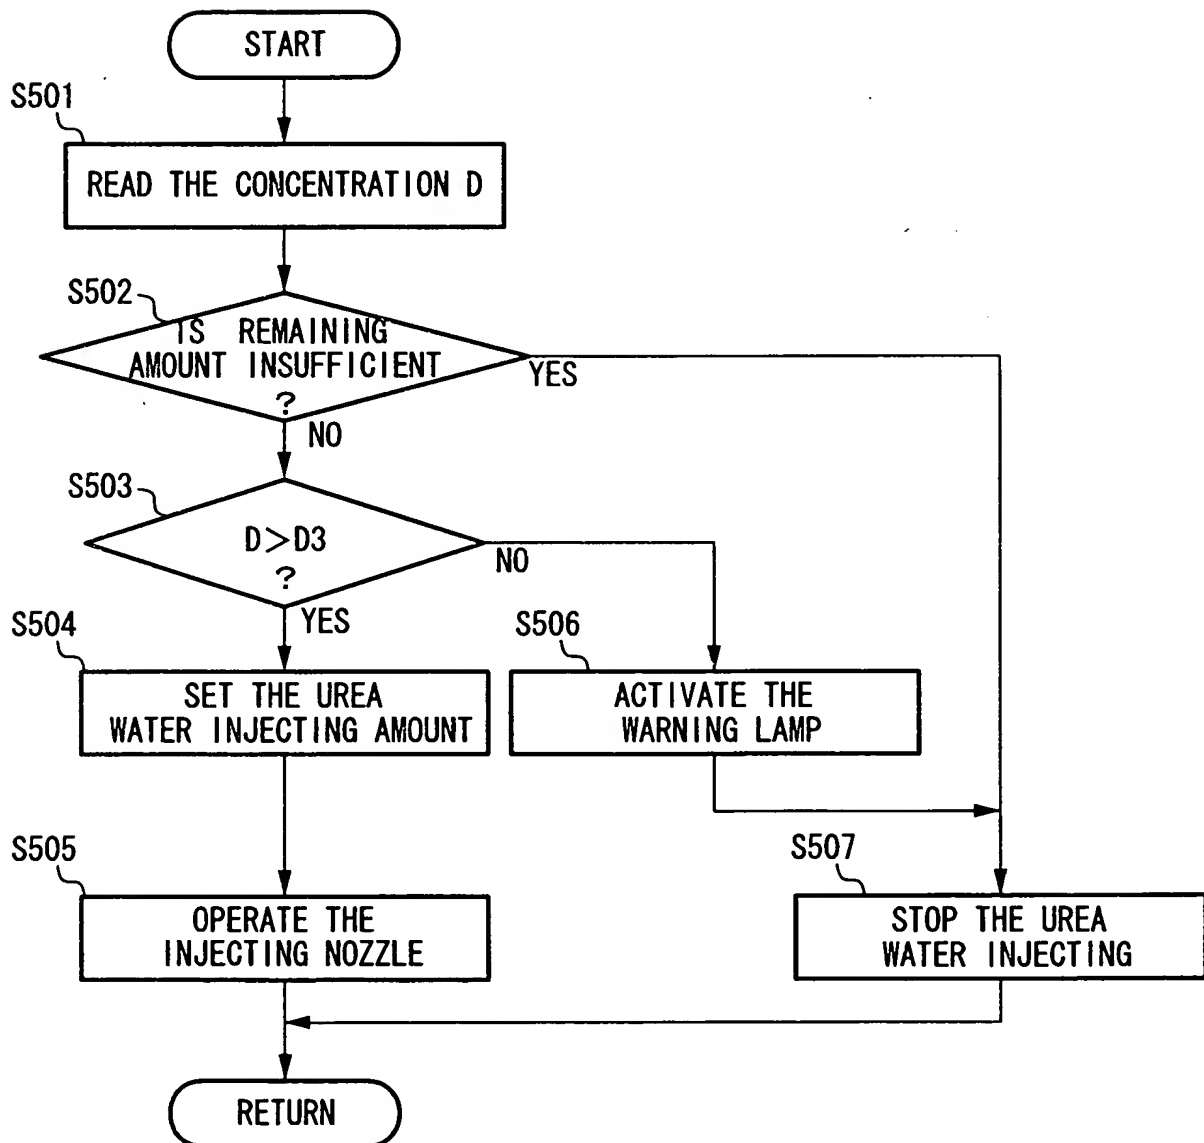 START
S501
READ THE CONCENTRATION D
S502
IS REMAINING
AMOUNT INSUFFICIENT
?
YES
NO
S503
D>D3
?
NO
YES
S504
SET THE UREA
WATER INJECTING AMOUNT
S506
ACTIVATE THE
WARNING LAMP
S505
OPERATE THE
INJECTING NOZZLE
S507
STOP THE UREA
WATER INJECTING
RETURN